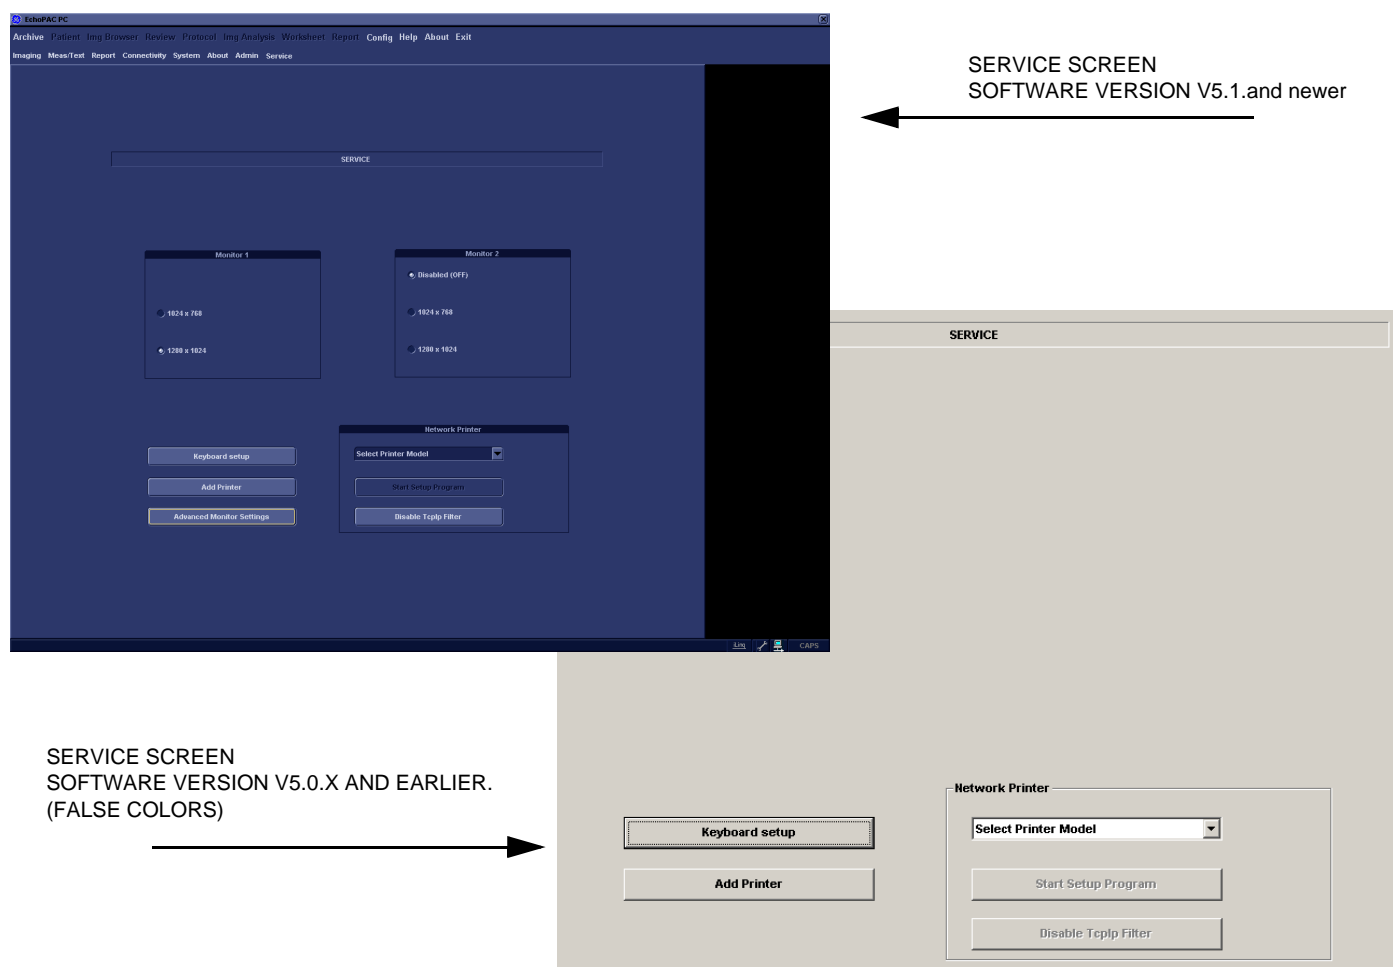 EchoPAC PC
Archive Patient Img Browser Review Protocol Img Analysis Worksheet Report Config Help About Exit
Imaging Meas/Text Report Connectivity System About Admin Service
SERVICE
Monitor 1
1024 x 768
1280 x 1024
Monitor 2
Disabled (OFF)
1024 x 768
1280 x 1024
Keyboard setup
Add Printer
Advanced Monitor Settings
Network Printer
Select Printer Model
Start Setup Program
Disable TcpIp Filter
CAPS
SERVICE SCREEN
SOFTWARE VERSION V5.1.and newer
SERVICE
SERVICE SCREEN
SOFTWARE VERSION V5.0.X AND EARLIER.
(FALSE COLORS)
Keyboard setup
Add Printer
Network Printer
Select Printer Model
Start Setup Program
Disable TcpIp Filter